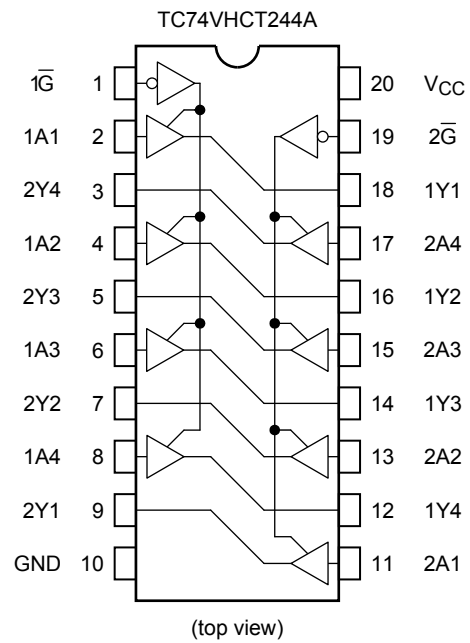 TC74VHCT244A
1G̅ 1 20 VCC
1A1 2 19 2G̅
2Y4 3 18 1Y1
1A2 4 17 2A4
2Y3 5 16 1Y2
1A3 6 15 2A3
2Y2 7 14 1Y3
1A4 8 13 2A2
2Y1 9 12 1Y4
GND 10 11 2A1
(top view)